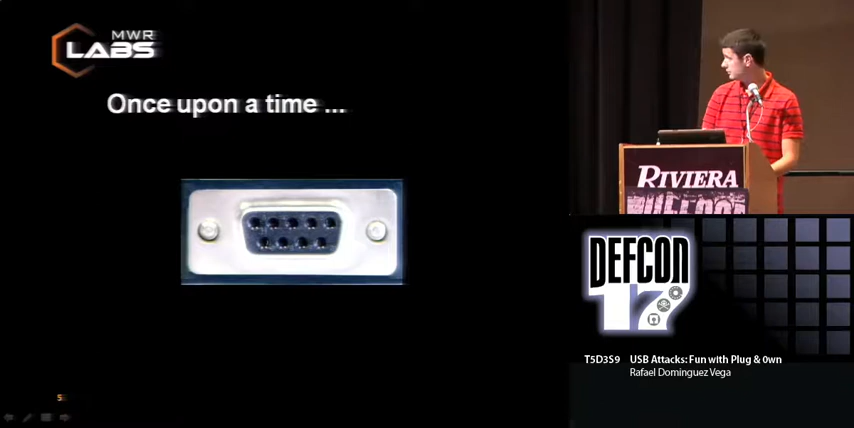 MWR
LABS
Once upon a time ...
RIVIERA
DEFCON
17
T5D3S9 USB Attacks: Fun with Plug & 0wn
Rafael Dominguez Vega